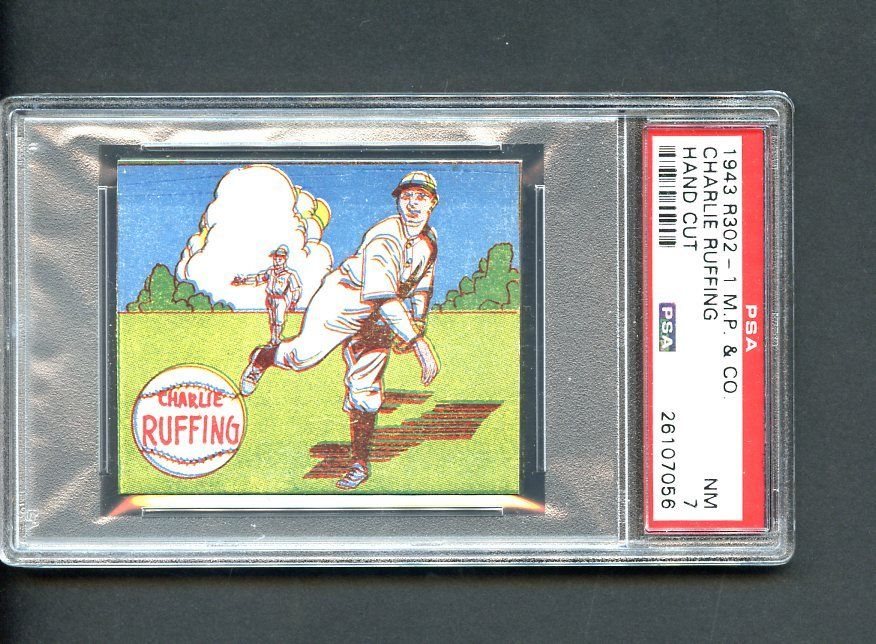 PSA
1943 R302 - 1 M.P. & CO.
CHARLIE RUFFING
HAND CUT
NM
7
PSA
26107056
CHARLIE
RUFFING